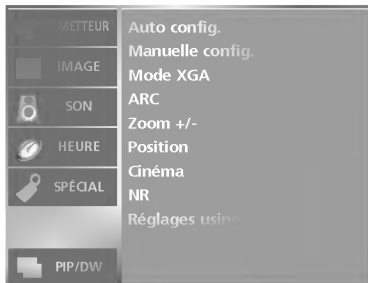 METTEUR
IMAGE
SON
HEURE
SPÉCIAL
PIP/DW
Auto config.
Manuelle config.
Mode XGA
ARC
Zoom +/-
Position
Cinéma
NR
Réglages usine